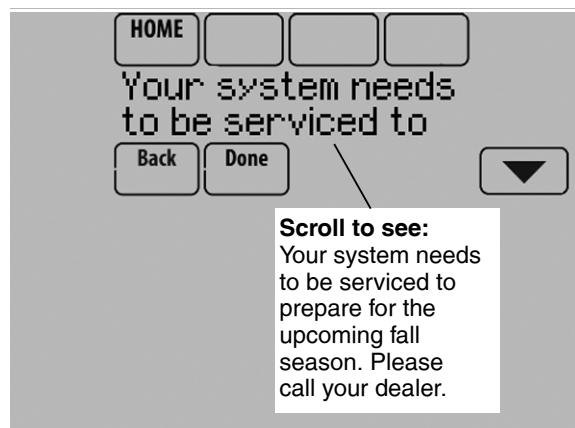 HOME
Your system needs
to be serviced to
Back Done
Scroll to see:
Your system needs
to be serviced to
prepare for the
upcoming fall
season. Please
call your dealer.